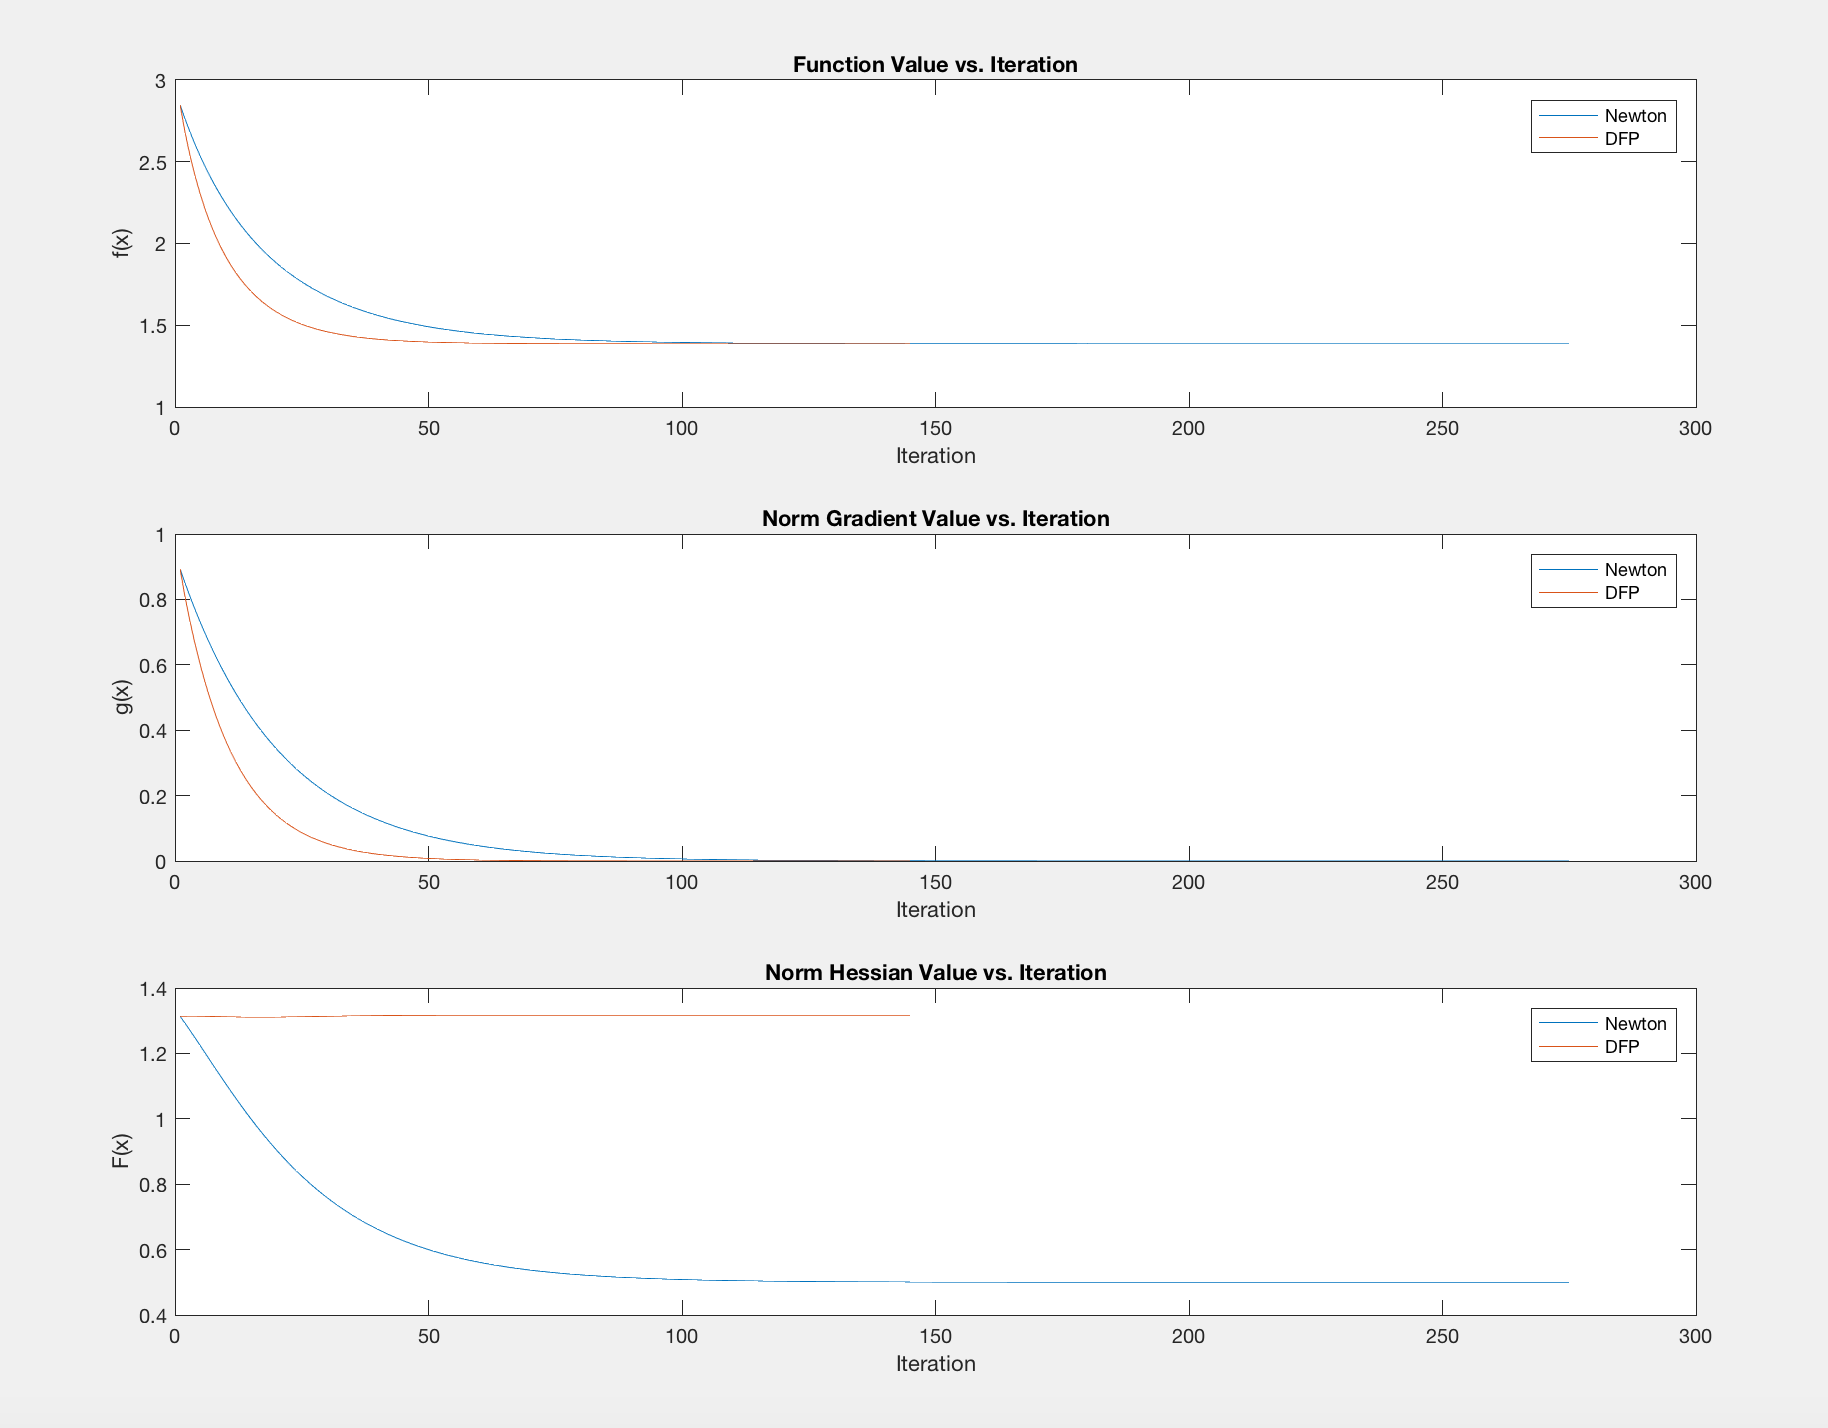 Function Value vs. Iteration
3
2.5
2
1.5
1
f(x)
Newton
DFP
0 50 100 150 200 250 300
Iteration
Norm Gradient Value vs. Iteration
1
0.8
0.6
0.4
0.2
0
g(x)
Newton
DFP
0 50 100 150 200 250 300
Iteration
Norm Hessian Value vs. Iteration
1.4
1.2
1
0.8
0.6
0.4
F(x)
Newton
DFP
0 50 100 150 200 250 300
Iteration